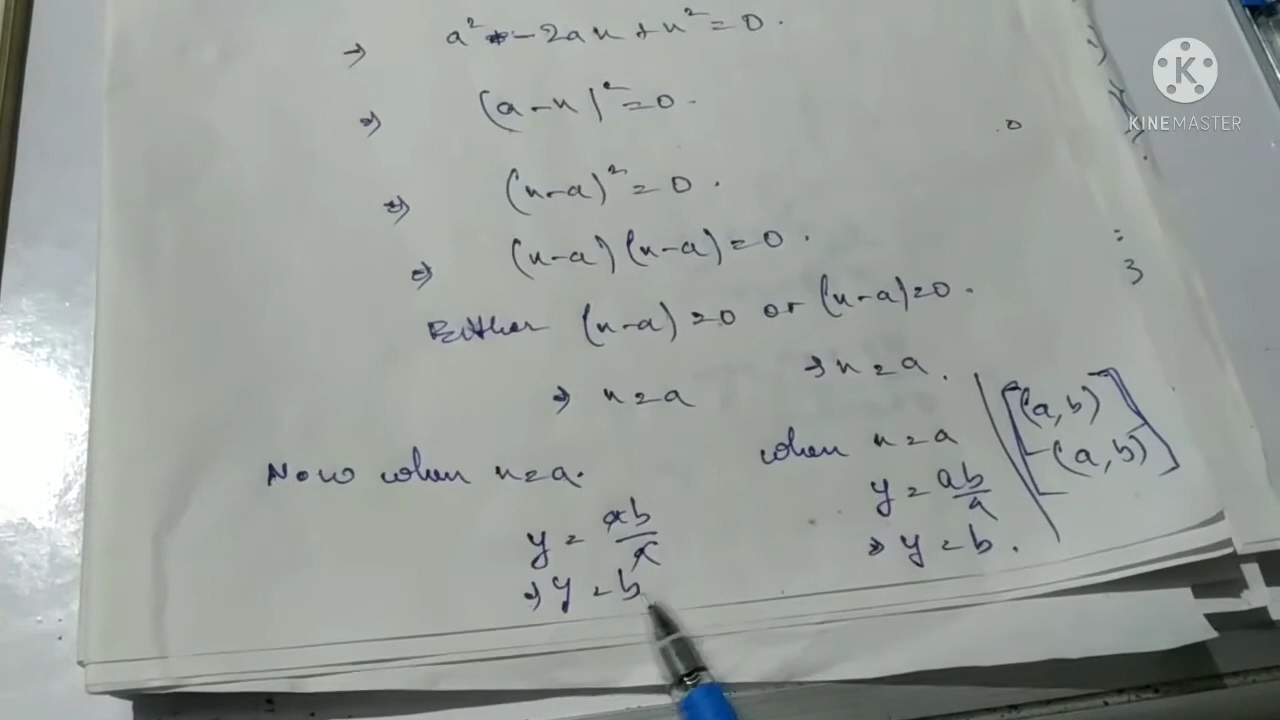 → a² - 2ax + x² = 0.
⇒ (a-x)² = 0.
⇒ (x-a)² = 0.
⇒ (x-a)(x-a) = 0.
Either (x-a) = 0 or (x-a) = 0.
⇒ x = a ⇒ x = a.
Now when x = a. when x = a
y = ab/a y = ab/a
⇒ y = b ⇒ y = b.
(a, b)
(a, b)
3
K
KINEMASTER